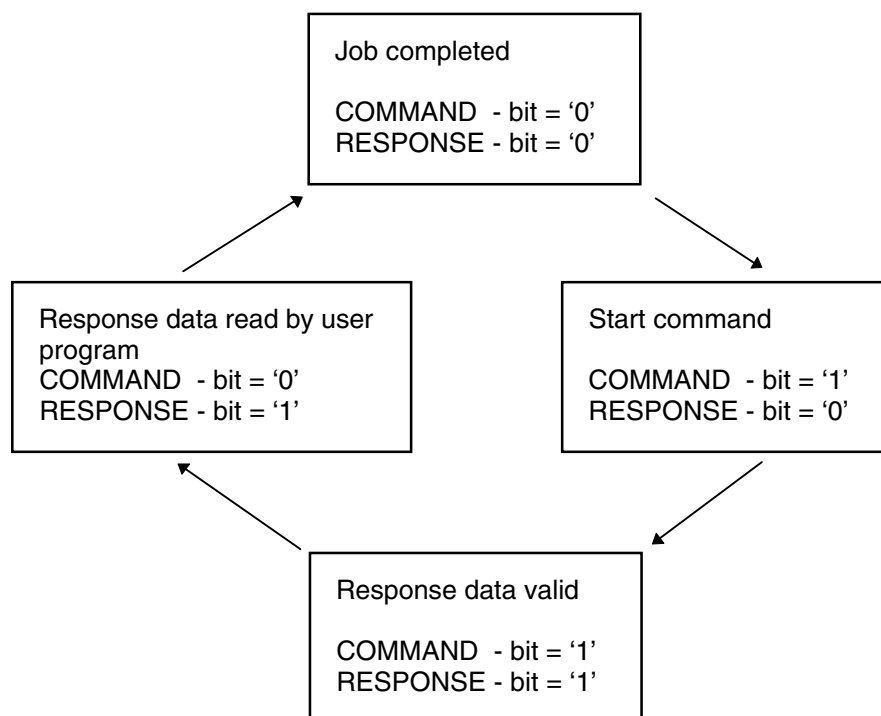 Job completed
COMMAND - bit = ‘0’
RESPONSE - bit = ‘0’
Response data read by user
program
COMMAND - bit = ‘0’
RESPONSE - bit = ‘1’
Start command
COMMAND - bit = ‘1’
RESPONSE - bit = ‘0’
Response data valid
COMMAND - bit = ‘1’
RESPONSE - bit = ‘1’